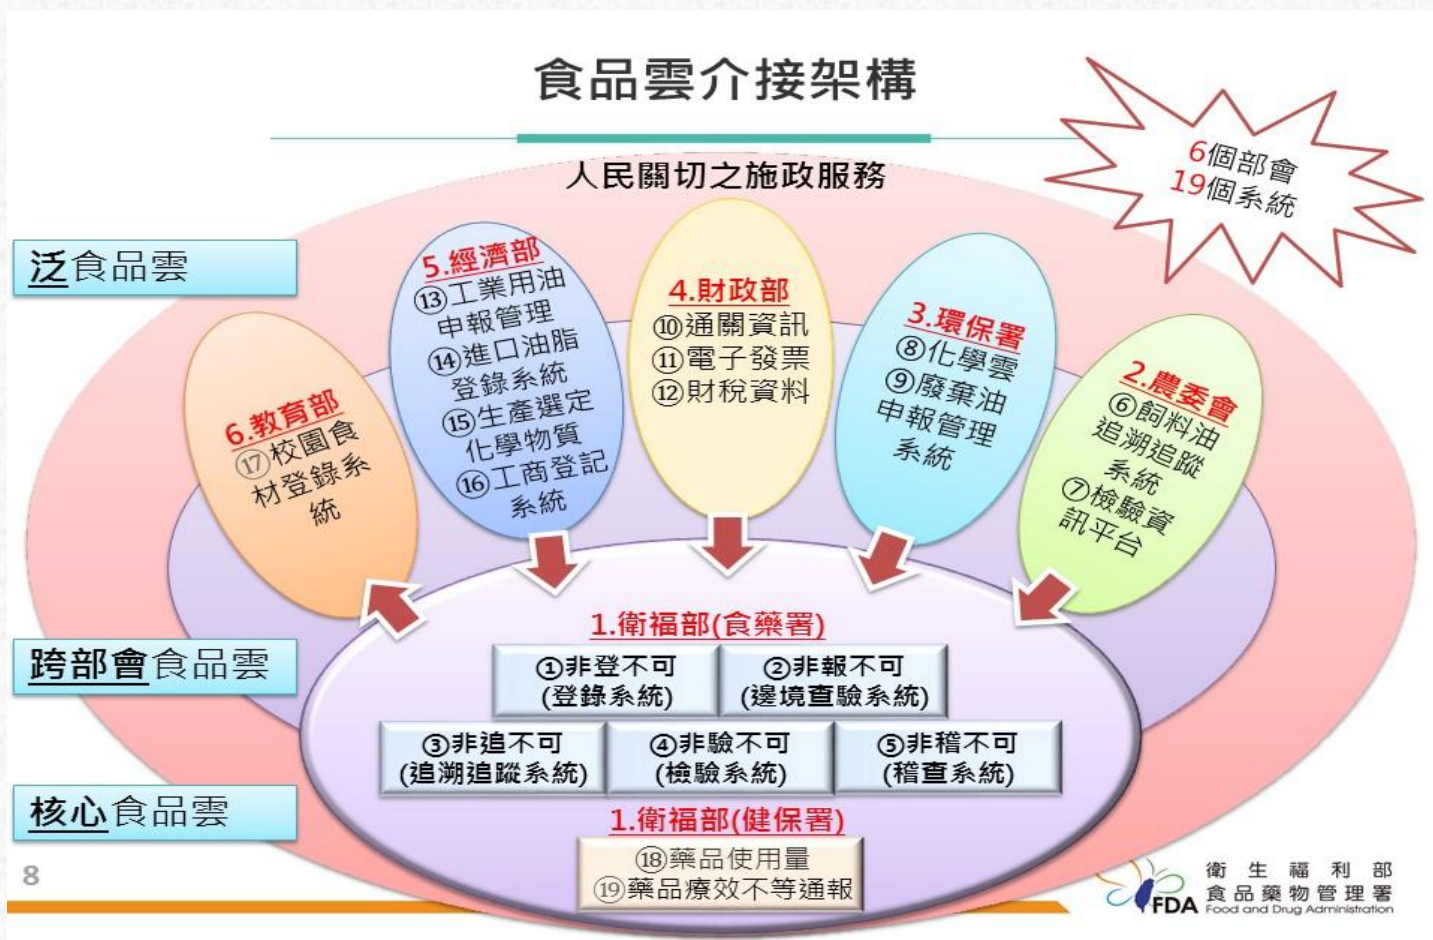 食品雲介接架構
6個部會
19個系統
人民關切之施政服務
泛食品雲
5.經濟部
⑬工業用油
申報管理
⑭進口油脂
登錄系統
⑮生產選定
化學物質
⑯工商登記
系統
4.財政部
⑩通關資訊
⑪電子發票
⑫財稅資料
3.環保署
⑧化學雲
⑨廢棄油
申報管理
系統
2.農委會
⑥飼料油
追溯追蹤
系統
⑦檢驗資
訊平台
6.教育部
⑰校園食
材登錄系
統
跨部會食品雲
1.衛福部(食藥署)
①非登不可
(登錄系統)
②非報不可
(邊境查驗系統)
③非追不可
(追溯追蹤系統)
④非驗不可
(檢驗系統)
⑤非稽不可
(稽查系統)
核心食品雲
1.衛福部(健保署)
⑱藥品使用量
⑲藥品療效不等通報
8
FDA
衛生福利部
食品藥物管理署
Food and Drug Administration